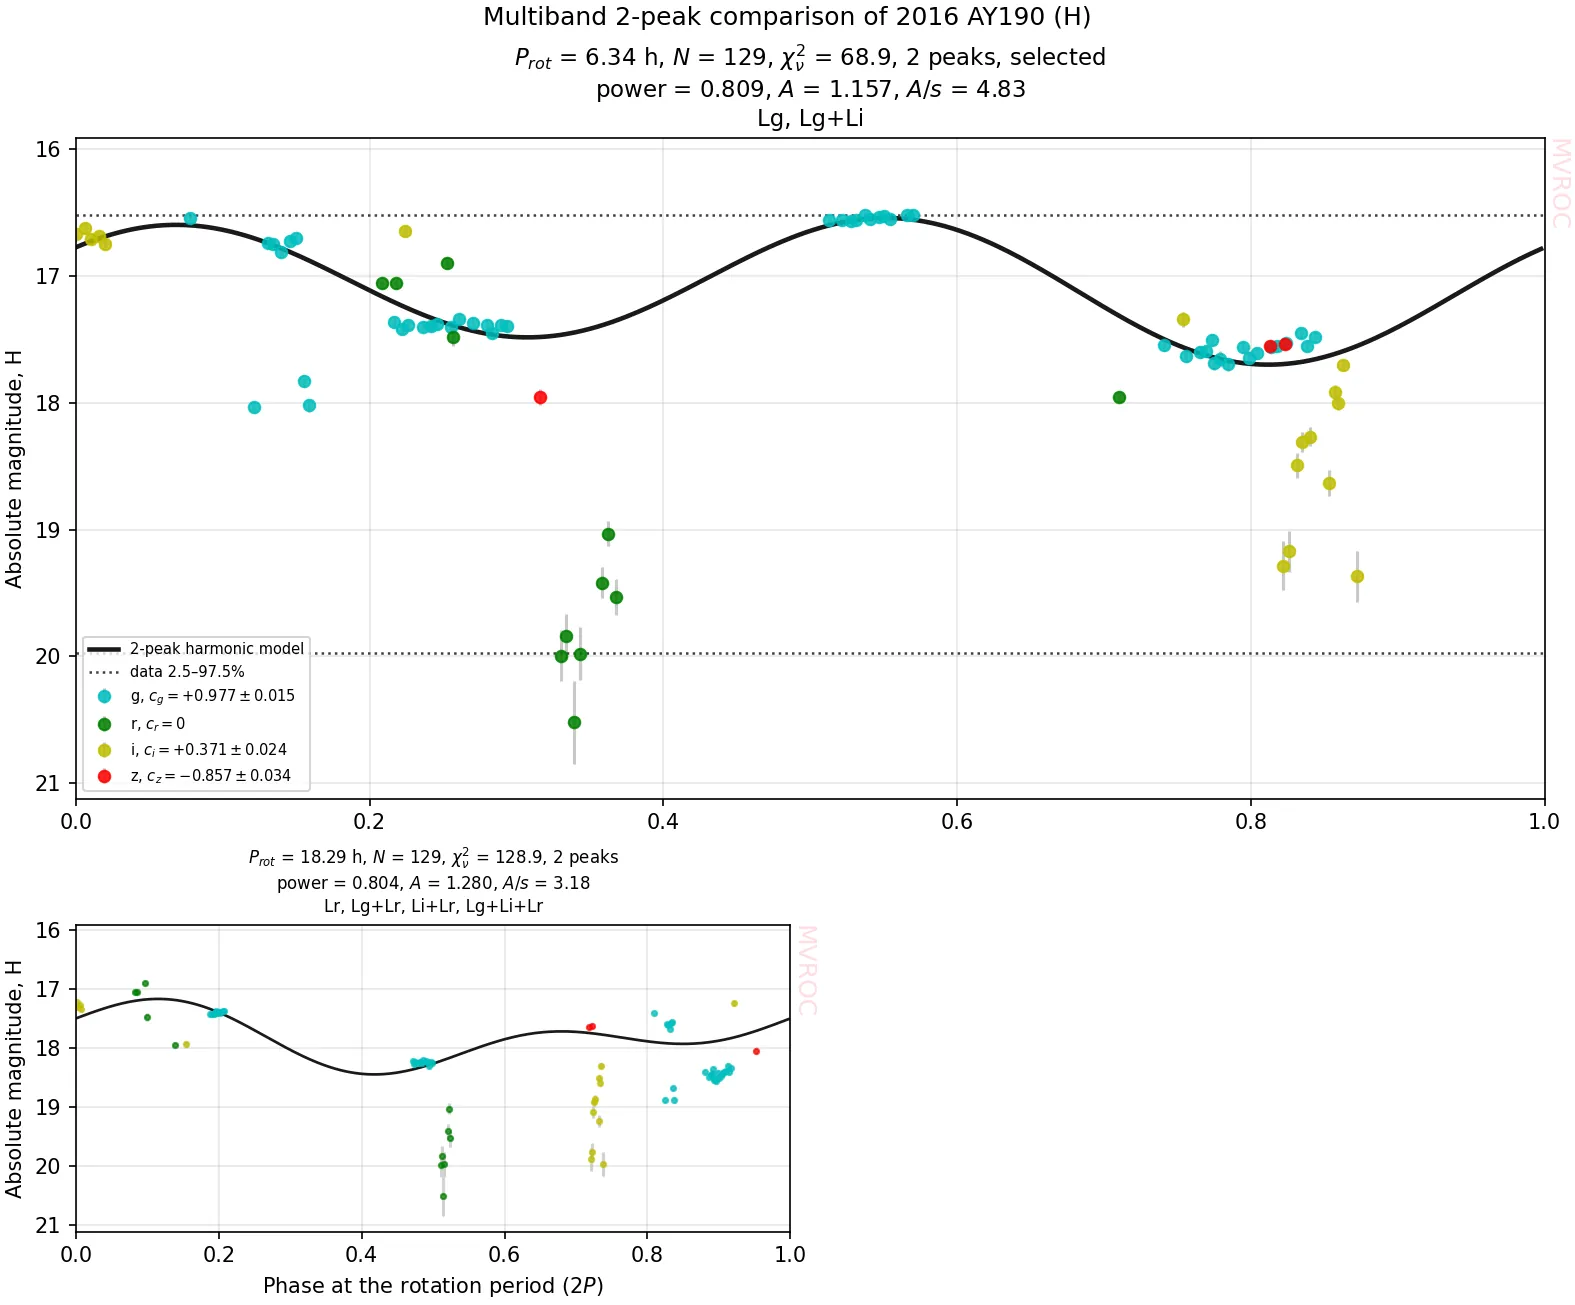 Multiband 2-peak comparison of 2016 AY190 (H)
P_rot = 6.34 h, N = 129, χ²_ν = 68.9, 2 peaks, selected
power = 0.809, A = 1.157, A/s = 4.83
Lg, Lg+Li
16
17
18
19
20
21
Absolute magnitude, H
2-peak harmonic model
data 2.5–97.5%
g, c_g = +0.977 ± 0.015
r, c_r = 0
i, c_i = +0.371 ± 0.024
z, c_z = −0.857 ± 0.034
0.0 0.2 0.4 0.6 0.8 1.0
MVROC
P_rot = 18.29 h, N = 129, χ²_ν = 128.9, 2 peaks
power = 0.804, A = 1.280, A/s = 3.18
Lr, Lg+Lr, Li+Lr, Lg+Li+Lr
16
17
18
19
20
21
Absolute magnitude, H
0.0 0.2 0.4 0.6 0.8 1.0
Phase at the rotation period (2P)
MVROC